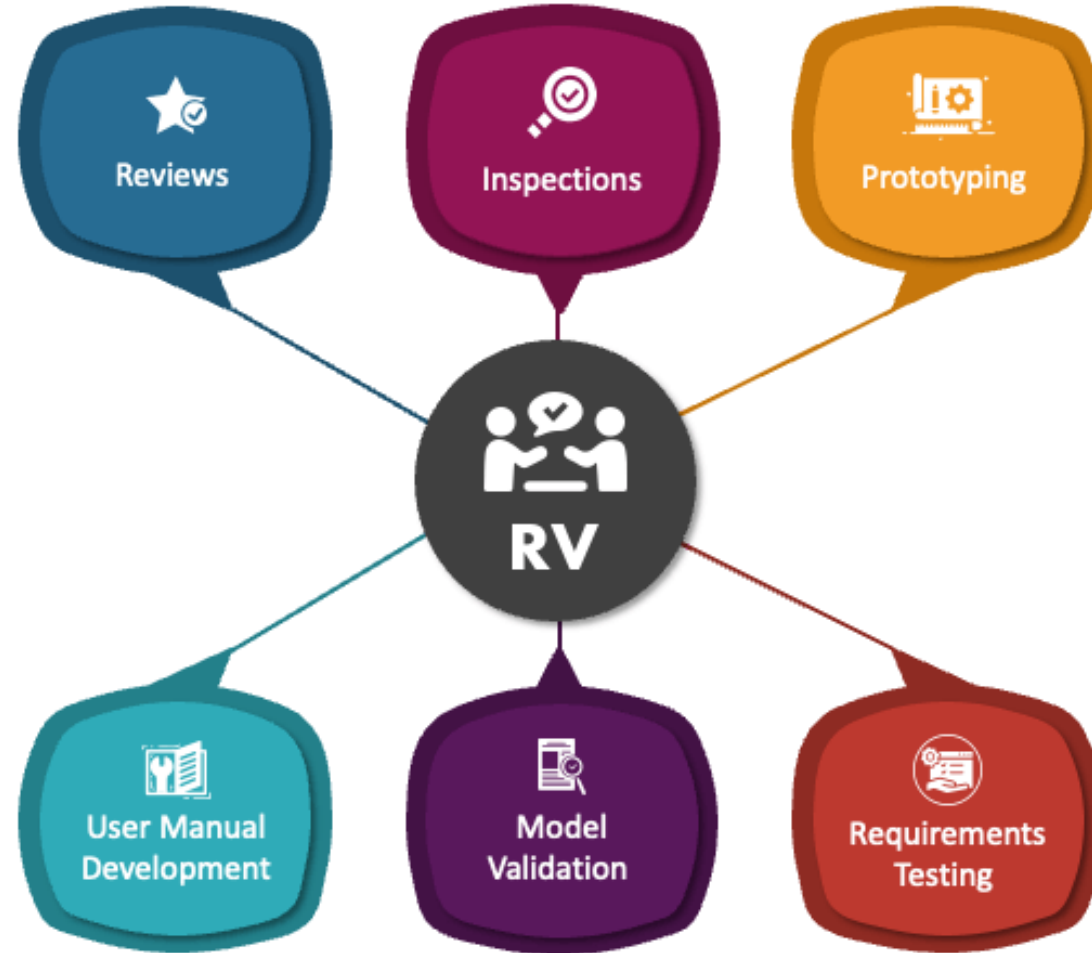 Reviews
Inspections
Prototyping
RV
User Manual
Development
Model
Validation
Requirements
Testing